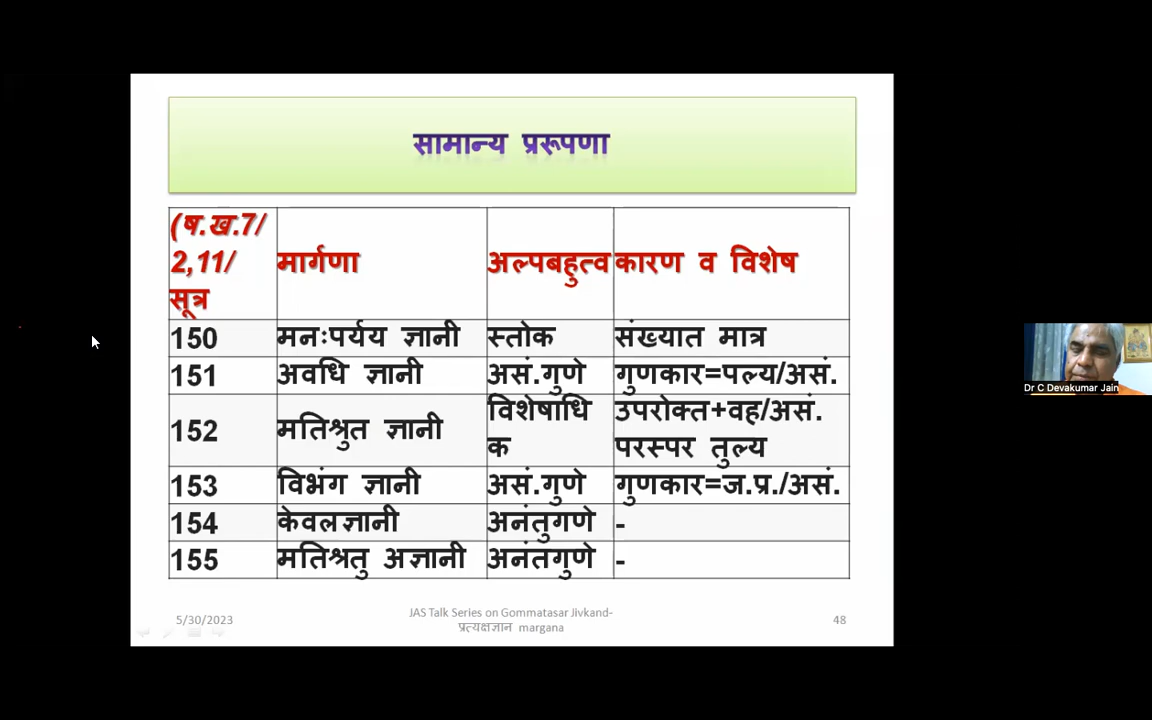 सामान्य प्ररूपणा
(ष.ख.7/
2,11/
सूत्र
मार्गणा
अल्पबहुत्व
कारण व विशेष
150
मनःपर्यय ज्ञानी
स्तोक
संख्यात मात्र
151
अवधि ज्ञानी
असं.गुणे
गुणकार=पल्य/असं.
152
मतिश्रुत ज्ञानी
विशेषाधि
क
उपरोक्त+वह/असं.
परस्पर तुल्य
153
विभंग ज्ञानी
असं.गुणे
गुणकार=ज.प्र./असं.
154
केवलज्ञानी
अनंतुगणे
-
155
मतिश्रतु अज्ञानी
अनंतगुणे
-
5/30/2023
JAS Talk Series on Gommatasar Jivkand-
प्रत्यक्षज्ञान margana
48
Dr C Devakumar Jain